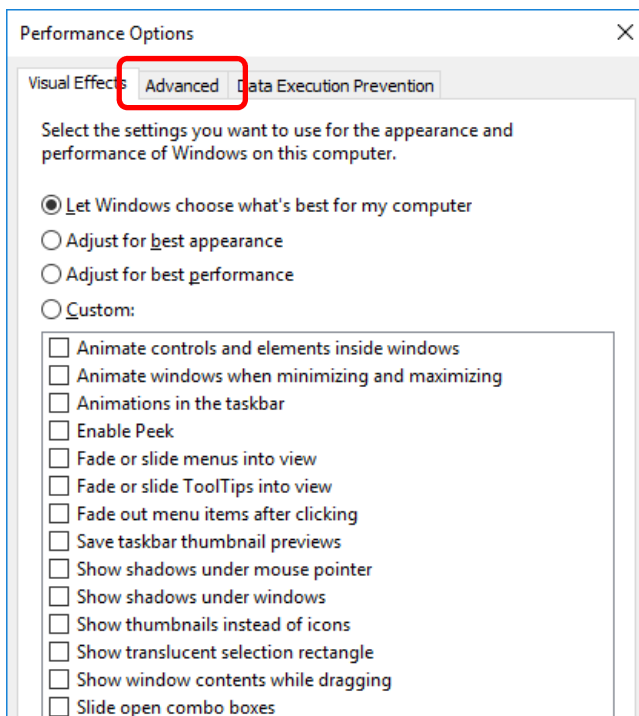 Performance Options
Visual Effects Advanced Data Execution Prevention
Select the settings you want to use for the appearance and
performance of Windows on this computer.
Let Windows choose what's best for my computer
Adjust for best appearance
Adjust for best performance
Custom:
Animate controls and elements inside windows
Animate windows when minimizing and maximizing
Animations in the taskbar
Enable Peek
Fade or slide menus into view
Fade or slide ToolTips into view
Fade out menu items after clicking
Save taskbar thumbnail previews
Show shadows under mouse pointer
Show shadows under windows
Show thumbnails instead of icons
Show translucent selection rectangle
Show window contents while dragging
Slide open combo boxes